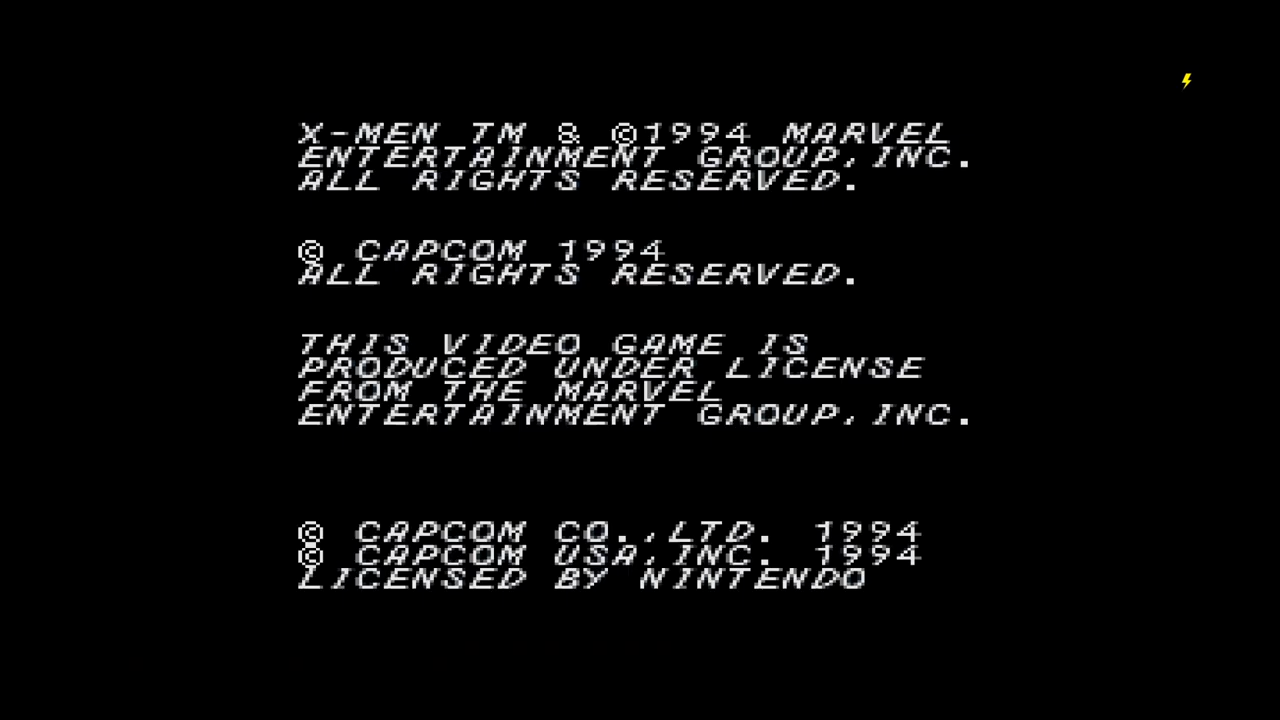 X-MEN TM & ©1994 MARVEL
ENTERTAINMENT GROUP,INC.
ALL RIGHTS RESERVED.
© CAPCOM 1994
ALL RIGHTS RESERVED.
THIS VIDEO GAME IS
PRODUCED UNDER LICENSE
FROM THE MARVEL
ENTERTAINMENT GROUP,INC.
© CAPCOM CO.,LTD. 1994
© CAPCOM USA,INC. 1994
LICENSED BY NINTENDO